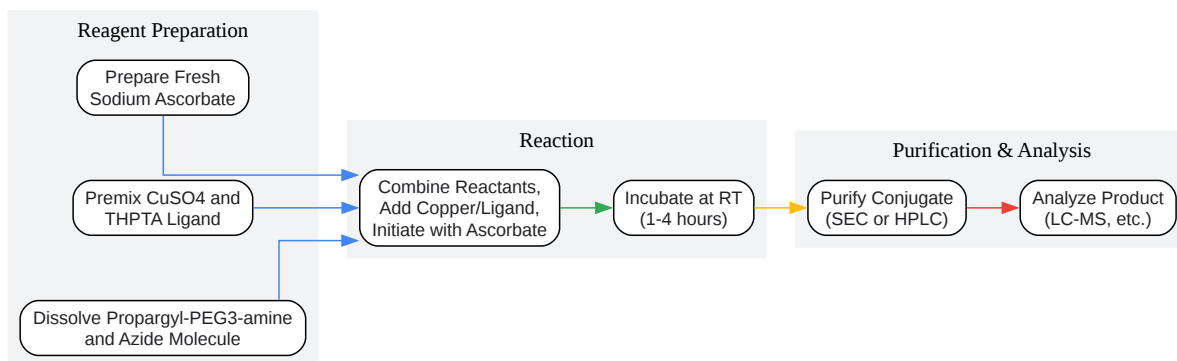 Reagent Preparation
Prepare Fresh
Sodium Ascorbate
Premix CuSO4 and
THPTA Ligand
Dissolve Propargyl-PEG3-amine
and Azide Molecule
Reaction
Combine Reactants,
Add Copper/Ligand,
Initiate with Ascorbate
Incubate at RT
(1-4 hours)
Purification & Analysis
Purify Conjugate
(SEC or HPLC)
Analyze Product
(LC-MS, etc.)